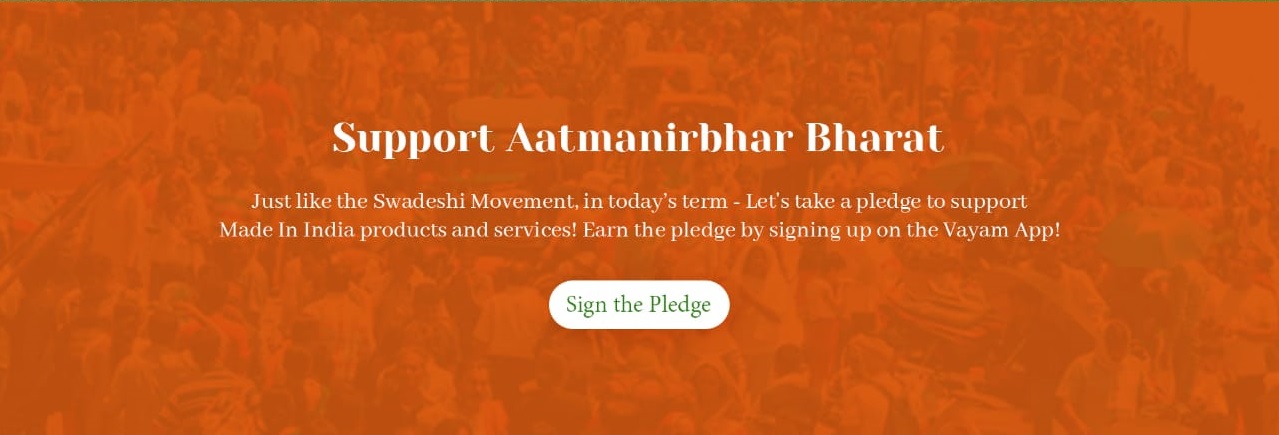 Support Aatmanirbhar Bharat
Just like the Swadeshi Movement, in today's term - Let's take a pledge to support
Made In India products and services! Earn the pledge by signing up on the Vayam App!
Sign the Pledge